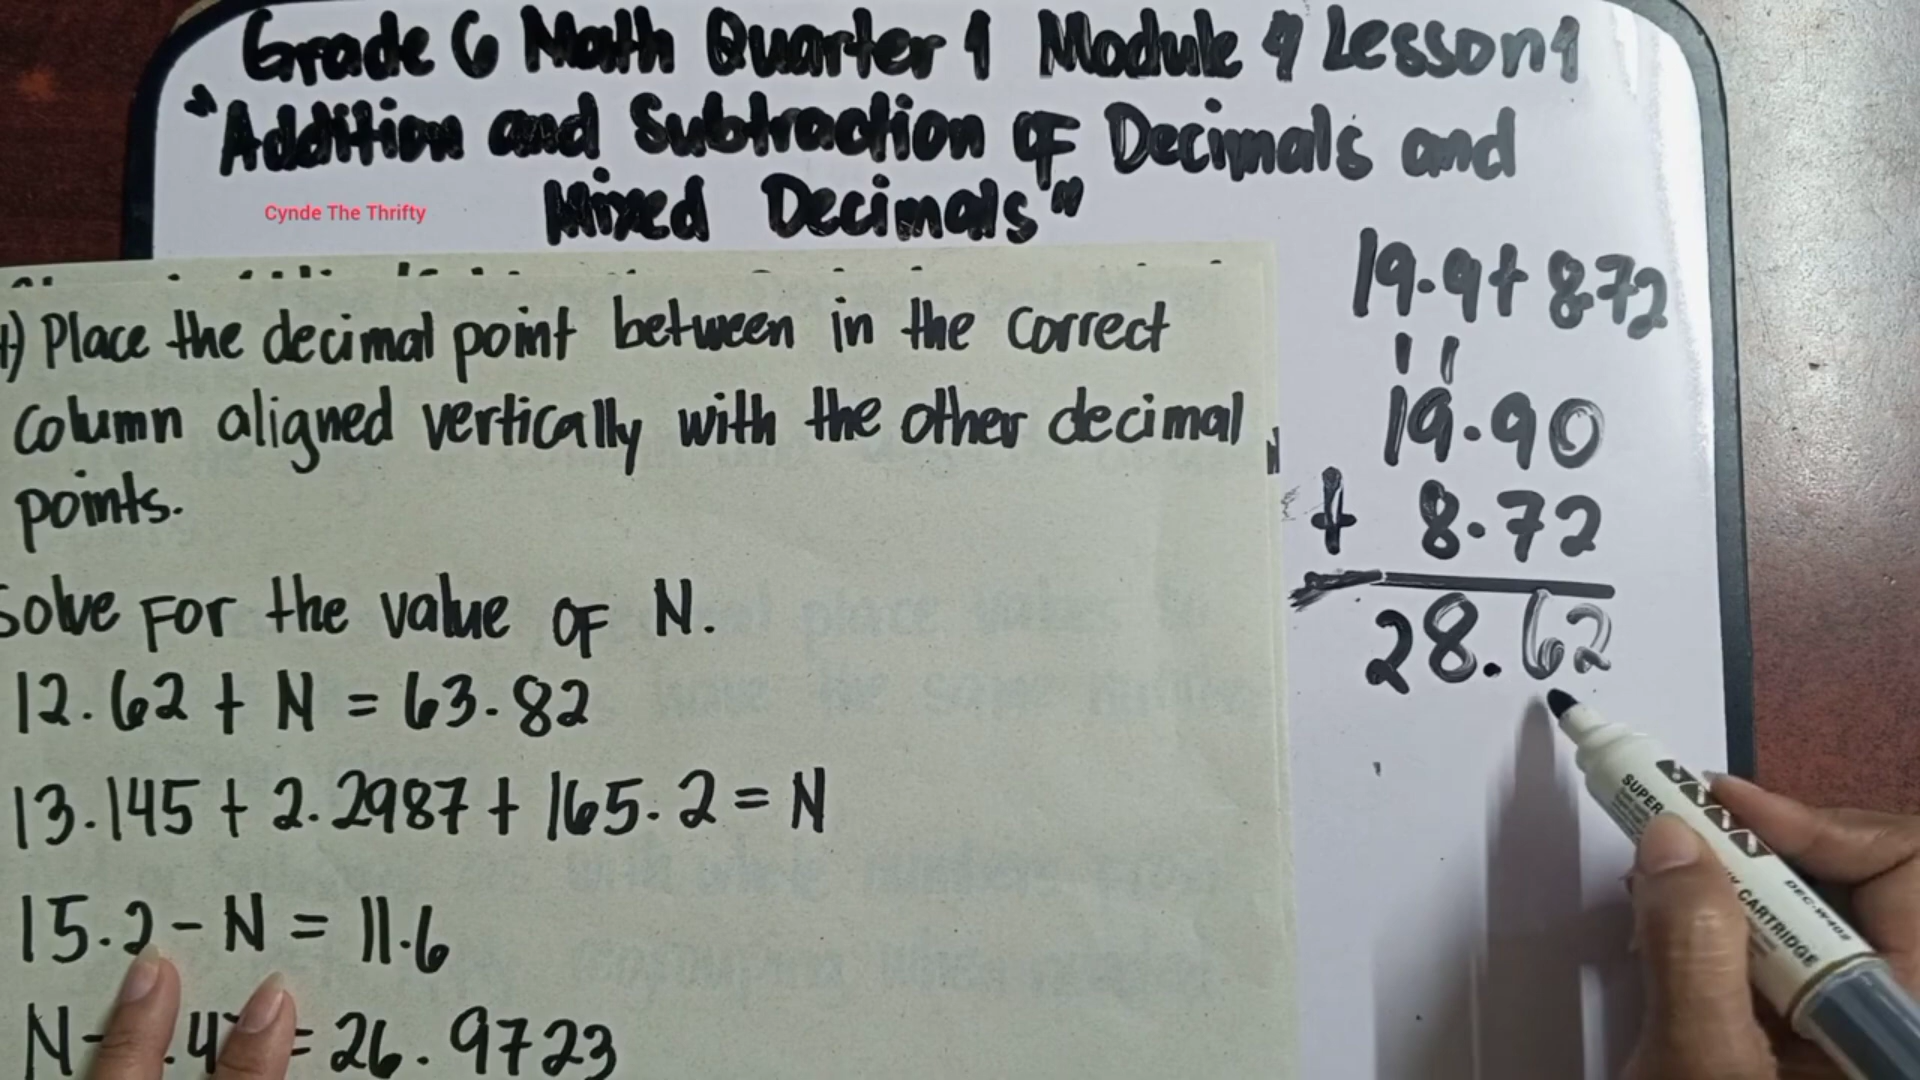 Grade 6 Math Quarter 1 Module 4 Lesson 1
"Addition and Subtraction of Decimals and
Mixed Decimals"
Cynde The Thrifty
) Place the decimal point between in the correct
column aligned vertically with the other decimal
points.
Solve for the value of N.
12.62 + N = 63.82
13.145 + 2.2987 + 165.2 = N
15.2 - N = 11.6
N - .4 = 26.9723
19.9 + 8.72
1 1
19.90
+ 8.72
28.62
SUPER
CARTRIDGE